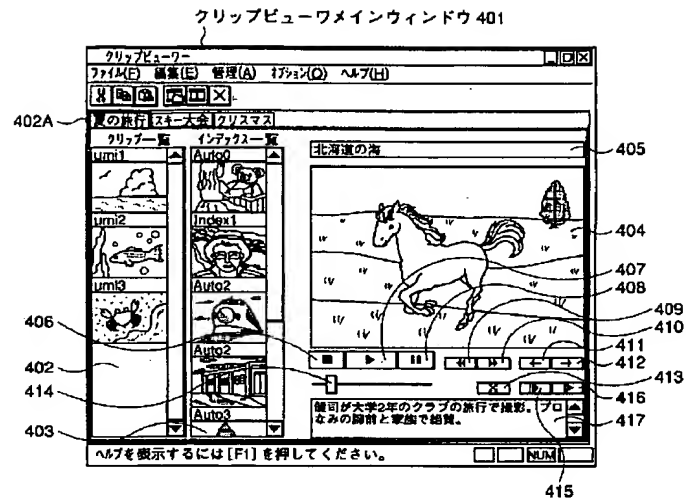 クリップビューワメインウィンドウ401
クリップビューワー
ファイル(F) 編集(E) 管理(A) オプション(O) ヘルプ(H)
402A
夏の旅行 スキー大会 クリスマス
クリップ一覧 インデックス一覧
umi1 Auto0
北海道の海
405
404
umi2 Index1
407
408
umi3 Auto2
409
410
406
411
412
402
Auto2
413
414
416
健司が大学2年のクラブの旅行で撮影。プロ
なみの腕前と家族で絶賛。
417
403
Auto3
ヘルプを表示するには[F1]を押してください。
NUM
415